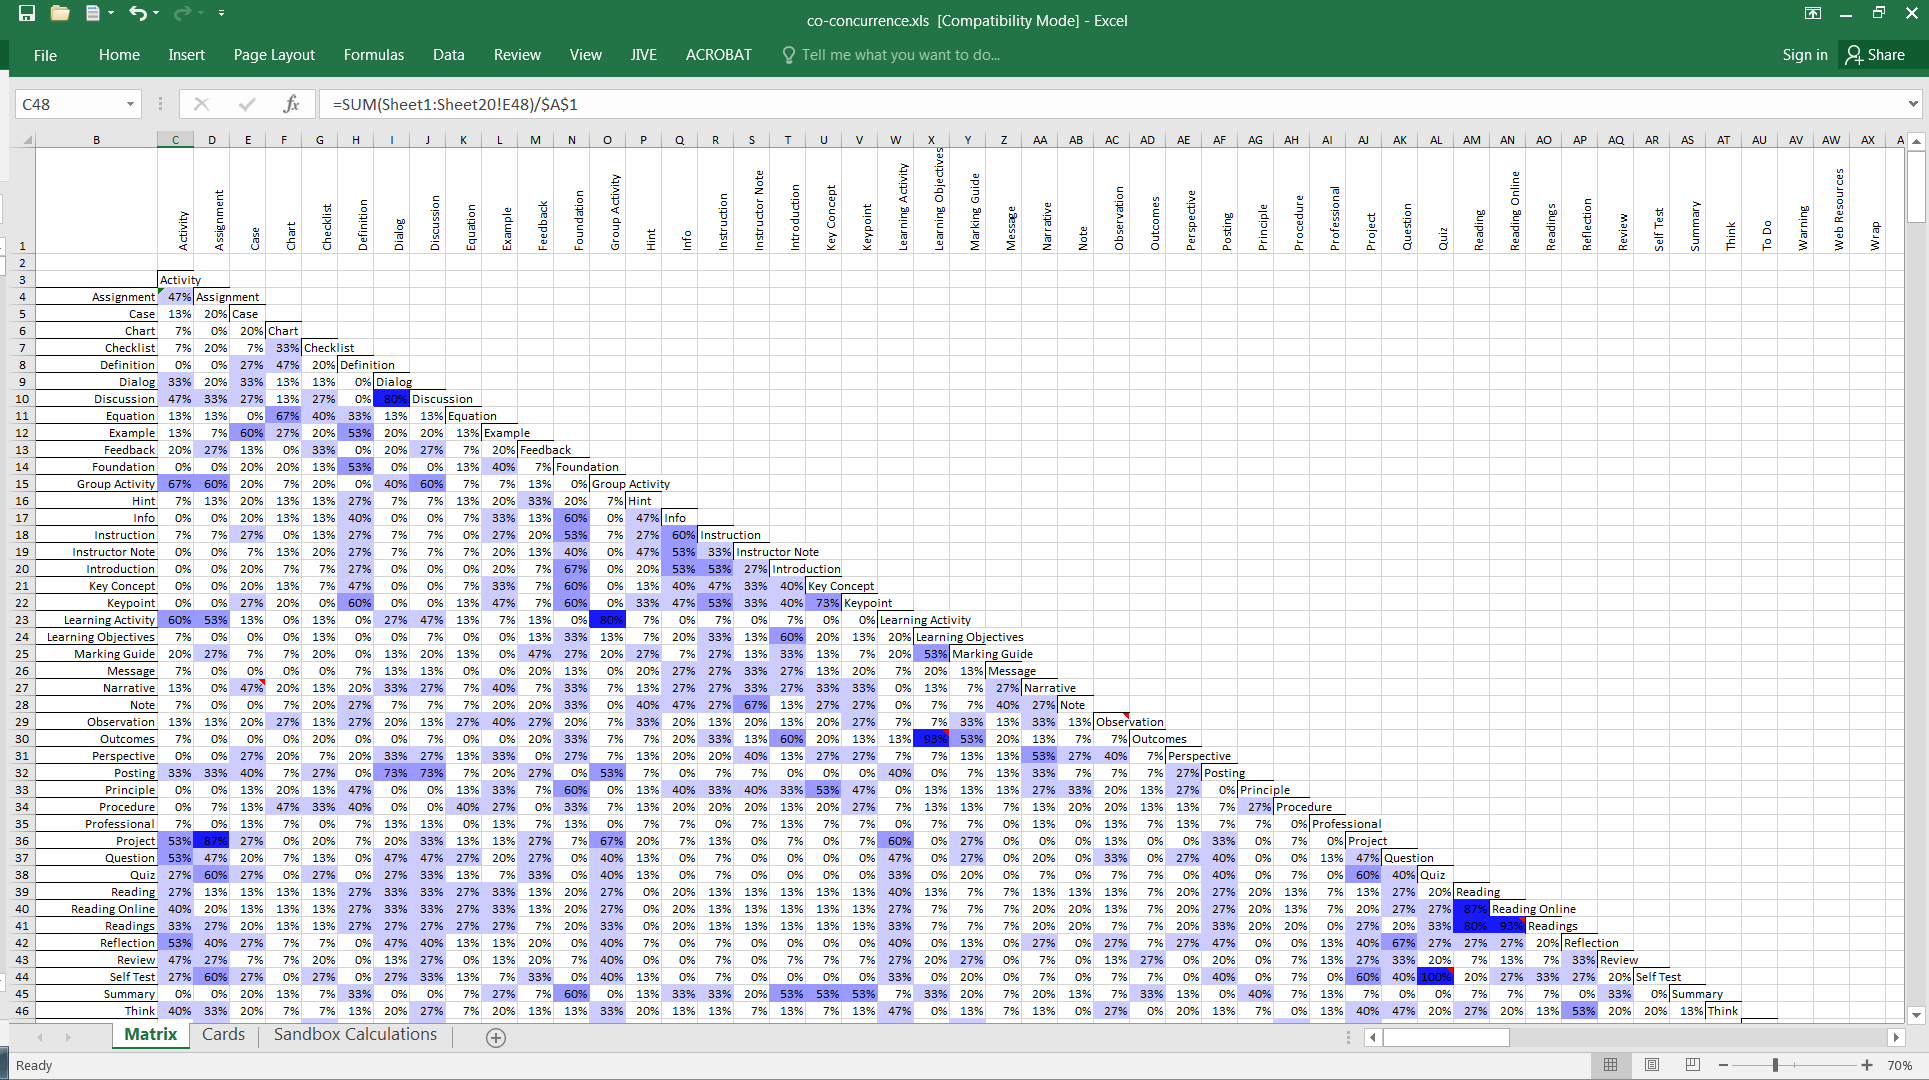 co-concurrence.xls [Compatibility Mode] - Excel
File Home Insert Page Layout Formulas Data Review View JIVE ACROBAT Tell me what you want to do... Sign in Share
C48 fx =SUM(Sheet1:Sheet20!E48)/$A$1
B C D E F G H I J K L M N O P Q R S T U V W X Y Z AA AB AC AD AE AF AG AH AI AJ AK AL AM AN AO AP AQ AR AS AT AU AV AW AX A
1 Activity Assignment Case Chart Checklist Definition Dialog Discussion Equation Example Feedback Foundation Group Activity Hint Info Instruction Instructor Note Introduction Key Concept Keypoint Learning Activity Learning Objectives Marking Guide Message Narrative Note Observation Outcomes Perspective Posting Principle Procedure Professional Project Question Quiz Reading Reading Online Readings Reflection Review Self Test Summary Think To Do Warning Web Resources Wrap
2
3 Activity
4 Assignment 47% Assignment
5 Case 13% 20% Case
6 Chart 7% 0% 20% Chart
7 Checklist 7% 20% 7% 33% Checklist
8 Definition 0% 0% 27% 47% 20% Definition
9 Dialog 33% 20% 33% 13% 13% 0% Dialog
10 Discussion 47% 33% 27% 13% 27% 0% 80% Discussion
11 Equation 13% 13% 0% 67% 40% 33% 13% 13% Equation
12 Example 13% 7% 60% 27% 20% 53% 20% 20% 13% Example
13 Feedback 20% 27% 13% 0% 33% 0% 20% 27% 7% 20% Feedback
14 Foundation 0% 0% 20% 20% 13% 53% 0% 0% 13% 40% 7% Foundation
15 Group Activity 67% 60% 20% 7% 20% 0% 40% 60% 7% 7% 13% 0% Group Activity
16 Hint 7% 13% 20% 13% 13% 27% 7% 7% 13% 20% 33% 20% 7% Hint
17 Info 0% 0% 20% 13% 13% 40% 0% 0% 7% 33% 13% 60% 0% 47% Info
18 Instruction 7% 7% 27% 0% 13% 27% 7% 7% 0% 27% 20% 53% 7% 27% 60% Instruction
19 Instructor Note 0% 0% 7% 13% 20% 27% 7% 7% 7% 20% 13% 40% 0% 47% 53% 33% Instructor Note
20 Introduction 0% 0% 20% 7% 7% 27% 0% 0% 0% 20% 7% 67% 0% 20% 53% 53% 27% Introduction
21 Key Concept 0% 0% 20% 13% 7% 47% 0% 0% 7% 33% 7% 60% 0% 13% 40% 47% 33% 40% Key Concept
22 Keypoint 0% 0% 27% 20% 0% 60% 0% 0% 13% 47% 7% 60% 0% 33% 47% 53% 33% 40% 73% Keypoint
23 Learning Activity 60% 53% 13% 0% 13% 0% 27% 47% 13% 7% 13% 0% 80% 7% 0% 7% 0% 7% 0% 0% Learning Activity
24 Learning Objectives 7% 0% 0% 0% 13% 0% 0% 7% 0% 0% 13% 33% 13% 7% 20% 33% 13% 60% 20% 13% 20% Learning Objectives
25 Marking Guide 20% 27% 7% 7% 20% 0% 13% 20% 13% 0% 47% 27% 20% 27% 7% 27% 13% 33% 13% 7% 20% 53% Marking Guide
26 Message 7% 0% 0% 0% 0% 7% 13% 13% 0% 0% 20% 13% 0% 20% 27% 27% 33% 27% 13% 20% 7% 20% 13% Message
27 Narrative 13% 0% 47% 20% 13% 20% 33% 27% 7% 40% 7% 33% 7% 13% 27% 27% 33% 27% 33% 33% 0% 13% 7% 27% Narrative
28 Note 7% 0% 0% 7% 20% 27% 7% 7% 7% 20% 20% 33% 0% 40% 47% 27% 67% 13% 27% 27% 0% 7% 7% 40% 27% Note
29 Observation 13% 13% 20% 27% 13% 27% 20% 13% 27% 40% 27% 20% 7% 33% 20% 13% 20% 13% 20% 27% 7% 7% 33% 13% 33% 13% Observation
30 Outcomes 7% 0% 0% 0% 20% 0% 0% 7% 0% 0% 20% 33% 7% 7% 20% 33% 13% 60% 20% 13% 13% 93% 53% 20% 13% 7% 7% Outcomes
31 Perspective 0% 0% 27% 20% 7% 20% 33% 27% 13% 33% 0% 27% 7% 13% 20% 20% 40% 13% 27% 27% 7% 7% 13% 13% 53% 27% 40% 7% Perspective
32 Posting 33% 33% 40% 7% 27% 0% 73% 73% 7% 20% 27% 0% 53% 7% 0% 7% 7% 0% 0% 0% 40% 0% 7% 13% 33% 7% 7% 7% 27% Posting
33 Principle 0% 0% 13% 20% 13% 47% 0% 0% 13% 33% 7% 60% 0% 13% 40% 33% 40% 33% 53% 47% 0% 13% 13% 13% 27% 33% 20% 13% 27% 0% Principle
34 Procedure 0% 7% 13% 47% 33% 40% 0% 0% 40% 27% 0% 33% 7% 13% 20% 20% 20% 13% 20% 27% 7% 13% 13% 7% 13% 20% 20% 13% 13% 7% 27% Procedure
35 Professional 7% 0% 13% 7% 0% 7% 13% 13% 0% 13% 7% 13% 0% 7% 0% 0% 7% 13% 7% 7% 0% 7% 7% 0% 13% 0% 13% 7% 13% 7% 7% 0% Professional
36 Project 53% 87% 27% 0% 20% 7% 20% 33% 13% 13% 27% 7% 67% 20% 7% 13% 0% 7% 0% 7% 60% 0% 27% 0% 0% 0% 13% 0% 0% 33% 0% 7% 0% Project
37 Question 53% 47% 20% 7% 13% 0% 47% 47% 27% 20% 27% 0% 40% 13% 0% 7% 0% 0% 0% 0% 47% 0% 27% 0% 20% 0% 33% 0% 27% 40% 0% 0% 13% 47% Question
38 Quiz 27% 60% 27% 0% 27% 0% 27% 33% 13% 7% 33% 0% 40% 13% 0% 7% 0% 0% 0% 0% 33% 0% 20% 0% 7% 0% 7% 7% 0% 40% 0% 7% 0% 60% 40% Quiz
39 Reading 27% 13% 13% 13% 13% 27% 33% 33% 27% 33% 13% 20% 27% 0% 20% 13% 13% 13% 13% 13% 40% 13% 7% 7% 13% 13% 13% 7% 27% 20% 20% 13% 7% 13% 27% 20% Reading
40 Reading Online 40% 20% 13% 13% 13% 27% 33% 33% 27% 33% 13% 20% 27% 0% 20% 13% 13% 13% 13% 13% 27% 7% 7% 7% 20% 13% 20% 7% 20% 27% 20% 13% 7% 20% 27% 27% 87% Reading Online
41 Readings 33% 27% 20% 13% 13% 27% 27% 27% 27% 27% 7% 20% 33% 0% 20% 13% 13% 13% 13% 13% 33% 7% 7% 7% 20% 20% 20% 7% 20% 33% 20% 20% 0% 27% 20% 33% 80% 93% Readings
42 Reflection 53% 40% 27% 7% 7% 0% 47% 40% 13% 20% 20% 0% 40% 7% 0% 7% 0% 0% 0% 0% 40% 0% 13% 0% 27% 0% 27% 7% 27% 47% 0% 0% 13% 40% 67% 27% 27% 27% 20% Reflection
43 Review 47% 27% 7% 7% 20% 0% 13% 27% 0% 13% 20% 7% 40% 0% 0% 7% 0% 7% 0% 7% 27% 20% 27% 0% 7% 0% 13% 27% 0% 20% 0% 7% 13% 27% 33% 20% 7% 13% 7% 33% Review
44 Self Test 27% 60% 27% 0% 27% 0% 27% 33% 13% 7% 33% 0% 40% 13% 0% 7% 0% 0% 0% 0% 33% 0% 20% 0% 7% 0% 7% 7% 0% 40% 0% 7% 0% 60% 40% 100% 20% 27% 33% 27% 20% Self Test
45 Summary 0% 0% 20% 13% 7% 33% 0% 0% 7% 27% 7% 60% 0% 13% 33% 33% 20% 53% 53% 53% 7% 33% 20% 7% 20% 13% 7% 33% 13% 0% 40% 7% 13% 7% 0% 0% 7% 7% 7% 0% 33% 0% Summary
46 Think 40% 33% 20% 7% 7% 13% 20% 27% 7% 20% 13% 13% 33% 20% 13% 13% 7% 13% 7% 13% 47% 0% 13% 7% 13% 0% 27% 0% 20% 13% 7% 0% 13% 40% 47% 20% 27% 20% 13% 53% 20% 20% 13% Think
Matrix Cards Sandbox Calculations
Ready 70%